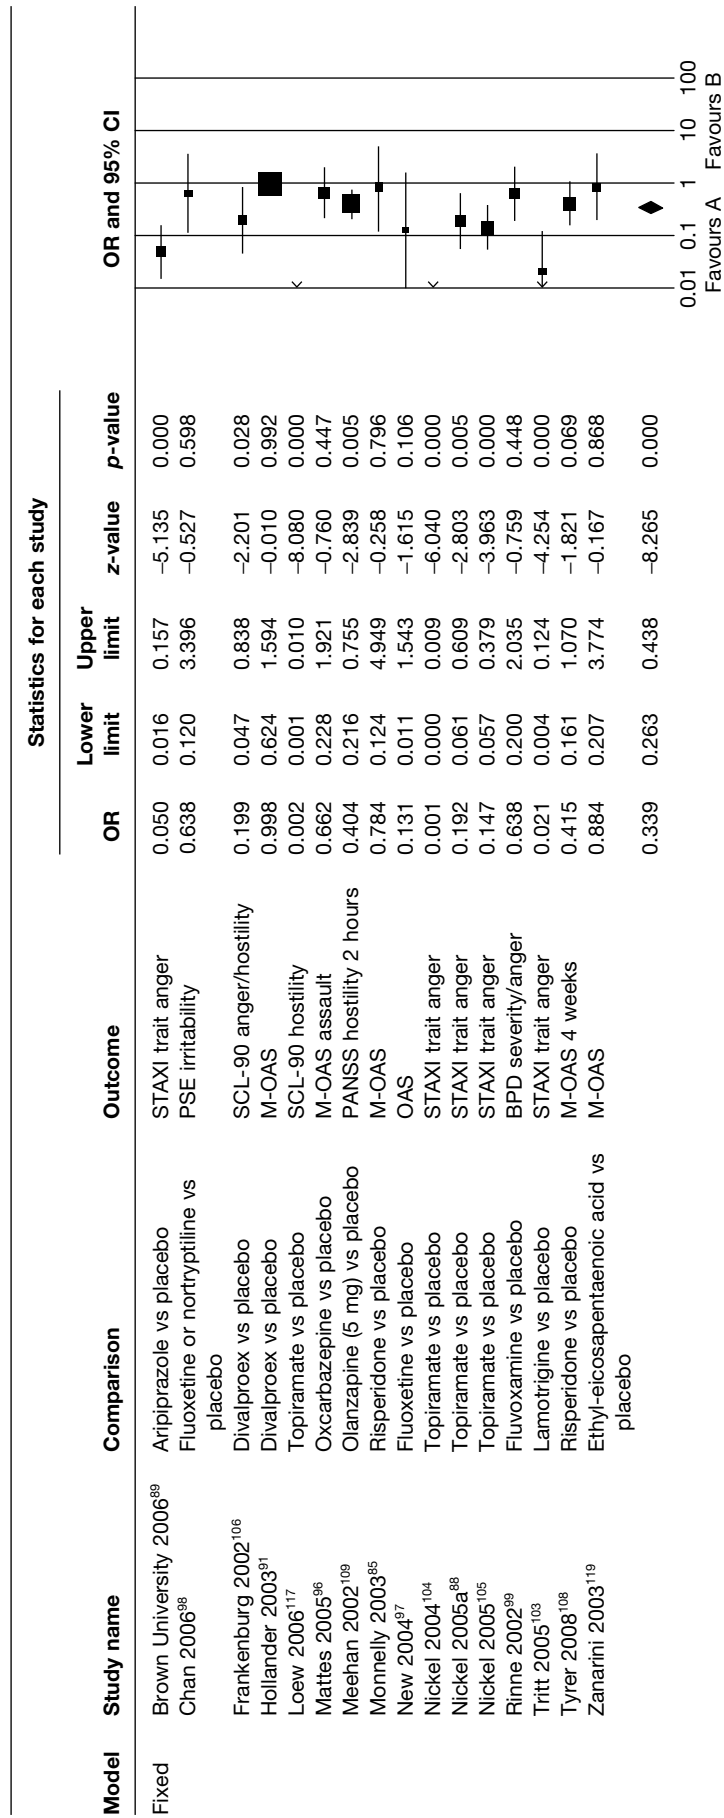 Statistics for each study
Model Study name Comparison Outcome OR Lower limit Upper limit z-value p-value OR and 95% CI
Fixed Brown University 2006⁸⁹ Aripiprazole vs placebo STAXI trait anger 0.050 0.016 0.157 −5.135 0.000
Chan 2006⁹⁸ Fluoxetine or nortryptiline vs placebo PSE irritability 0.638 0.120 3.396 −0.527 0.598
Frankenburg 2002¹⁰⁶ Divalproex vs placebo SCL-90 anger/hostility 0.199 0.047 0.838 −2.201 0.028
Hollander 2003⁹¹ Divalproex vs placebo M-OAS 0.998 0.624 1.594 −0.010 0.992
Loew 2006¹¹⁷ Topiramate vs placebo SCL-90 hostility 0.002 0.001 0.010 −8.080 0.000
Mattes 2005⁹⁶ Oxcarbazepine vs placebo M-OAS assault 0.662 0.228 1.921 −0.760 0.447
Meehan 2002¹⁰⁹ Olanzapine (5 mg) vs placebo PANSS hostility 2 hours 0.404 0.216 0.755 −2.839 0.005
Monnelly 2003⁸⁵ Risperidone vs placebo M-OAS 0.784 0.124 4.949 −0.258 0.796
New 2004⁹⁷ Fluoxetine vs placebo OAS 0.131 0.011 1.543 −1.615 0.106
Nickel 2004¹⁰⁴ Topiramate vs placebo STAXI trait anger 0.001 0.000 0.009 −6.040 0.000
Nickel 2005a⁸⁸ Topiramate vs placebo STAXI trait anger 0.192 0.061 0.609 −2.803 0.005
Nickel 2005¹⁰⁵ Topiramate vs placebo STAXI trait anger 0.147 0.057 0.379 −3.963 0.000
Rinne 2002⁹⁹ Fluvoxamine vs placebo BPD severity/anger 0.638 0.200 2.035 −0.759 0.448
Tritt 2005¹⁰³ Lamotrigine vs placebo STAXI trait anger 0.021 0.004 0.124 −4.254 0.000
Tyrer 2008¹⁰⁸ Risperidone vs placebo M-OAS 4 weeks 0.415 0.161 1.070 −1.821 0.069
Zanarini 2003¹¹⁹ Ethyl-eicosapentaenoic acid vs placebo M-OAS 0.884 0.207 3.774 −0.167 0.868
0.339 0.263 0.438 −8.265 0.000
0.01 0.1 1 10 100
Favours A Favours B